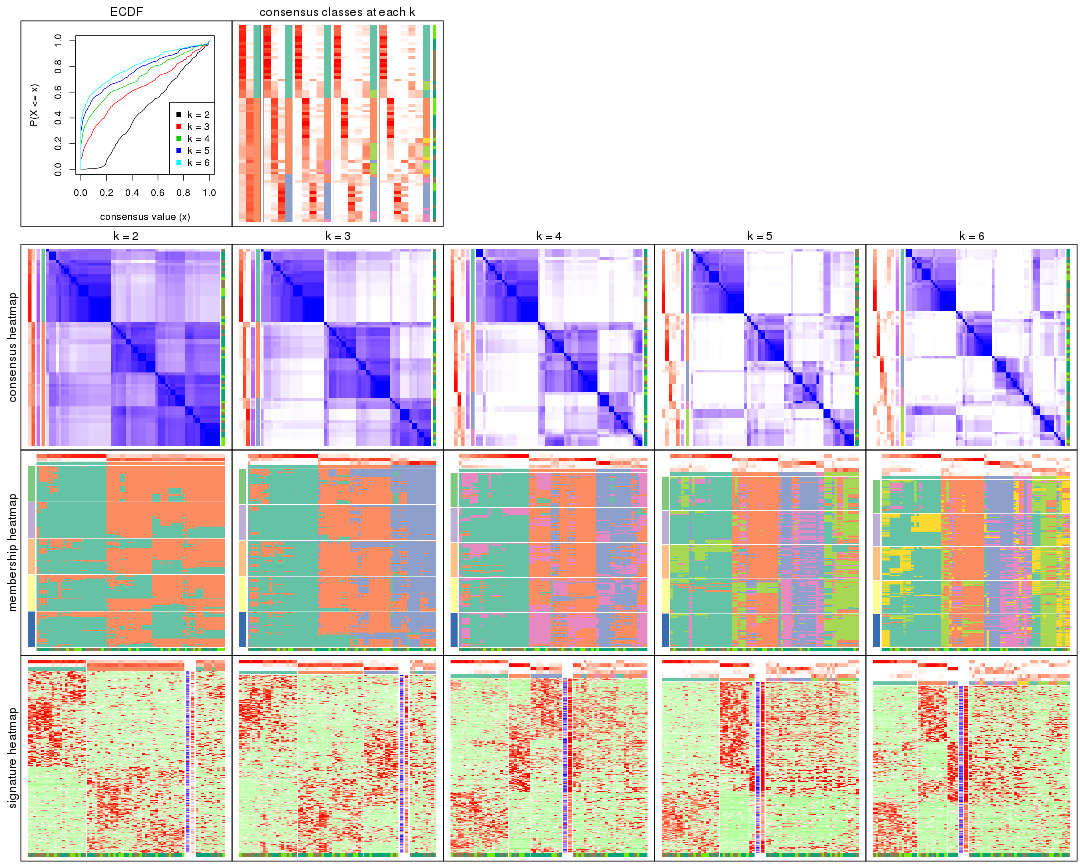 ECDF
consensus classes at each k
P(X <= x)
0.0 0.2 0.4 0.6 0.8 1.0
k = 2
k = 3
k = 4
k = 5
k = 6
0.0 0.2 0.4 0.6 0.8 1.0
consensus value (x)
k = 2
k = 3
k = 4
k = 5
k = 6
consensus heatmap
membership heatmap
signature heatmap